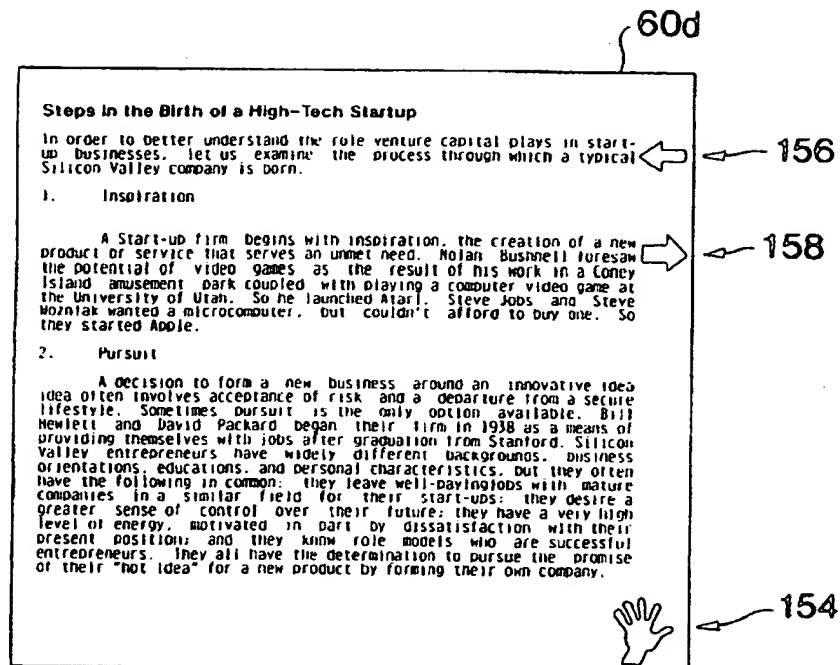 60d
Steps in the Birth of a High-Tech Startup
In order to better understand the role venture capital plays in start-
up businesses, let us examine the process through which a typical
Silicon Valley company is born.
156
1. Inspiration
A Start-up firm begins with inspiration, the creation of a new
product or service that serves an unmet need. Nolan Bushnell foresaw
158
the potential of video games as the result of his work in a Coney
Island amusement park coupled with playing a computer video game at
the University of Utah. So he launched Atari. Steve Jobs and Steve
Wozniak wanted a microcomputer, but couldn't afford to buy one. So
they started Apple.
2. Pursuit
A decision to form a new business around an innovative idea
idea often involves acceptance of risk and a departure from a secure
lifestyle. Sometimes pursuit is the only option available. Bill
Hewlett and David Packard began their firm in 1938 as a means of
providing themselves with jobs after graduation from Stanford. Silicon
Valley entrepreneurs have widely different backgrounds, business
orientations, educations, and personal characteristics, but they often
have the following in common: they leave well-payingjobs with mature
companies in a similar field for their start-ups; they desire a
greater sense of control over their future; they have a very high
level of energy, motivated in part by dissatisfaction with their
present position; and they know role models who are successful
entrepreneurs. They all have the determination to pursue the promise
of their "hot idea" for a new product by forming their own company.
154